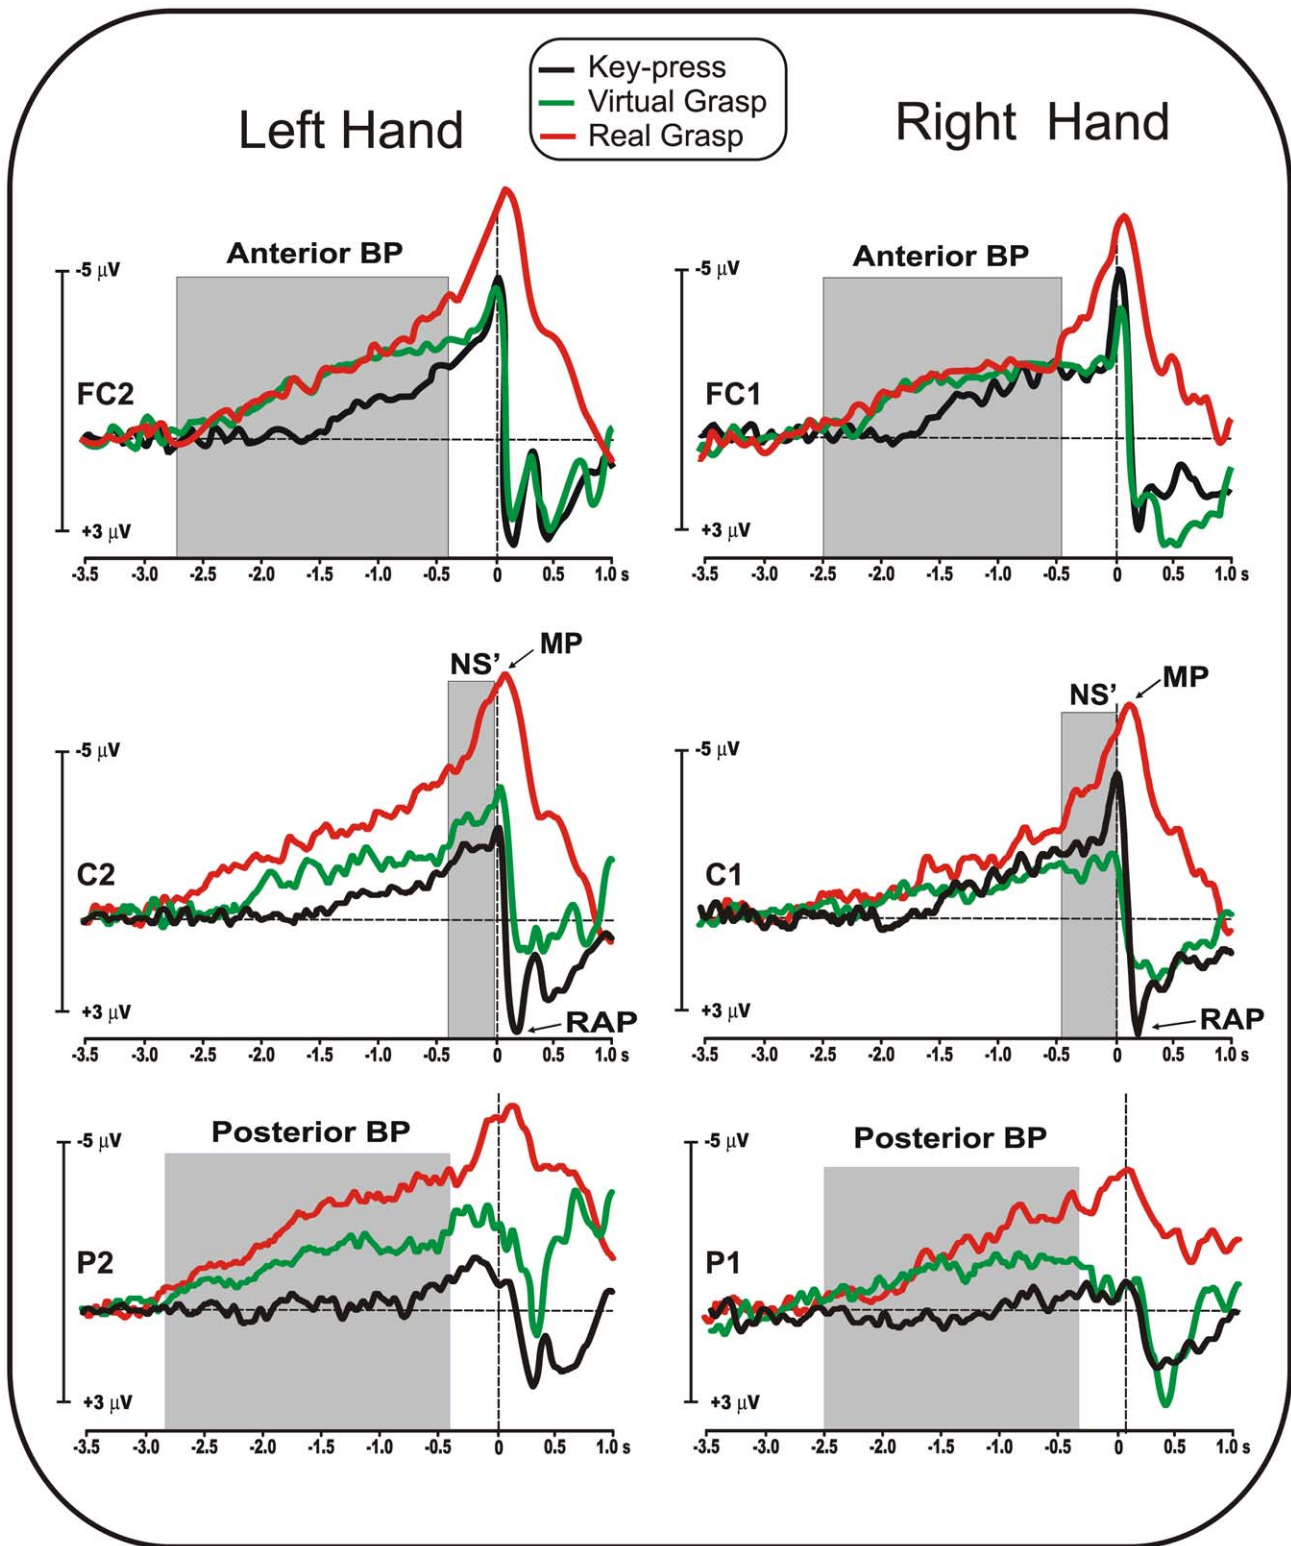 Key-press
Virtual Grasp
Real Grasp
Left Hand
Right Hand
Anterior BP
-5 µV
FC2
+3 µV
-3.5 -3.0 -2.5 -2.0 -1.5 -1.0 -0.5 0 0.5 1.0 s
Anterior BP
-5 µV
FC1
+3 µV
-3.5 -3.0 -2.5 -2.0 -1.5 -1.0 -0.5 0 0.5 1.0 s
MP
NS’
-5 µV
C2
+3 µV
RAP
-3.5 -3.0 -2.5 -2.0 -1.5 -1.0 -0.5 0 0.5 1.0 s
MP
NS’
-5 µV
C1
+3 µV
RAP
-3.5 -3.0 -2.5 -2.0 -1.5 -1.0 -0.5 0 0.5 1.0 s
Posterior BP
-5 µV
P2
+3 µV
-3.5 -3.0 -2.5 -2.0 -1.5 -1.0 -0.5 0 0.5 1.0 s
Posterior BP
-5 µV
P1
+3 µV
-3.5 -3.0 -2.5 -2.0 -1.5 -1.0 -0.5 0 0.5 1.0 s